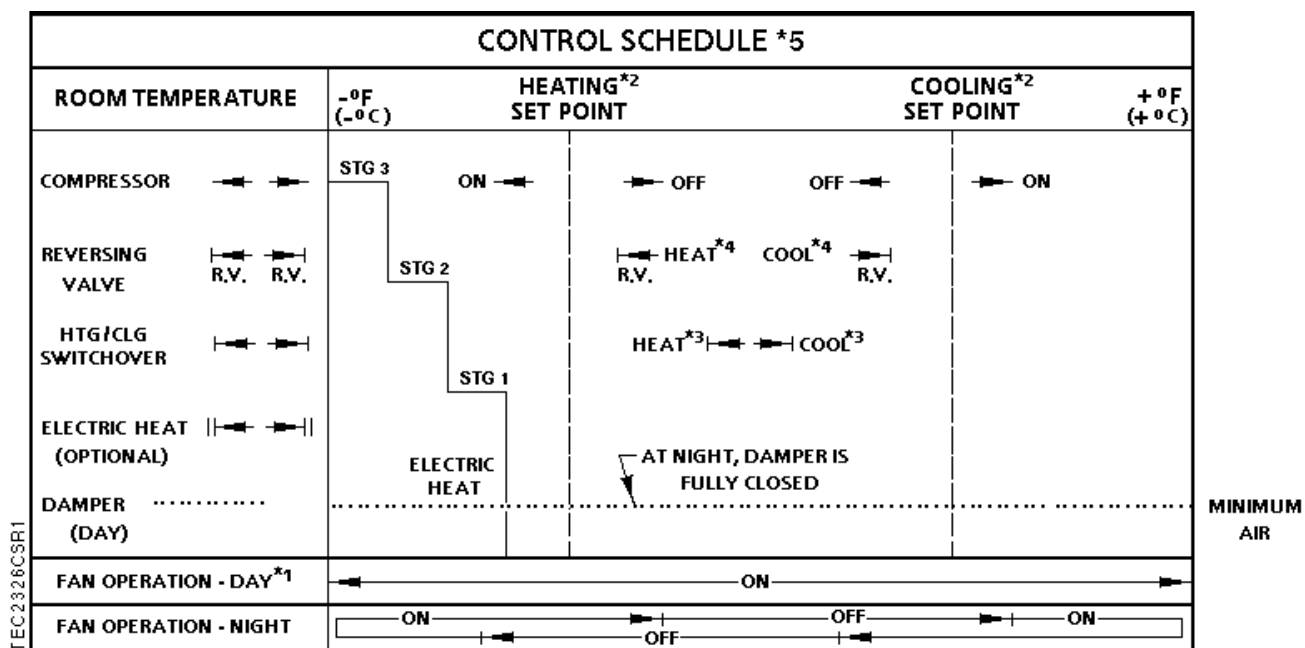 CONTROL SCHEDULE *5
ROOM TEMPERATURE
-°F
(-°C)
HEATING*2
SET POINT
COOLING*2
SET POINT
+°F
(+°C)
COMPRESSOR
STG 3
ON
OFF
OFF
ON
REVERSING
VALVE
R.V. R.V.
STG 2
HEAT*4
R.V.
COOL*4
R.V.
HTG/CLG
SWITCHOVER
HEAT*3
COOL*3
STG 1
ELECTRIC HEAT
(OPTIONAL)
ELECTRIC
HEAT
AT NIGHT, DAMPER IS
FULLY CLOSED
DAMPER
(DAY)
MINIMUM
AIR
FAN OPERATION - DAY*1
ON
FAN OPERATION - NIGHT
ON
OFF
ON
OFF
TEC2326CSR1